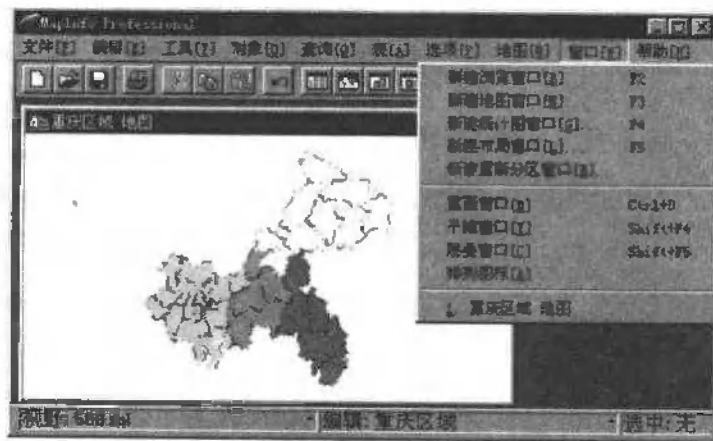 MapInfo Professional
文件[F] 编辑[E] 工具[T] 对象[O] 查询[Q] 表[A] 选项[P] 地图[M] 窗口[W] 帮助[H]
新建浏览窗口[B]... F2
新建地图窗口[M]... F3
新建统计图窗口[G]... F4
新建布局窗口[L]... F5
新建重新分区窗口[R]...
重画窗口[R] Ctrl+D
平铺窗口[T] Shift+F4
层叠窗口[C] Shift+F5
排列图标[A]
1 重庆区域 地图
重庆区域 地图
编辑: 重庆区域
选中: 无